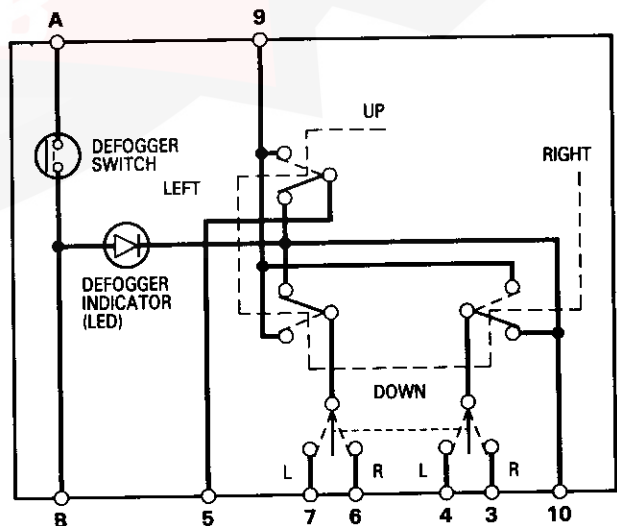 A
9
UP
DEFOGGER
SWITCH
RIGHT
LEFT
DEFOGGER
INDICATOR
(LED)
DOWN
L R L R
B 5 7 6 4 3 10